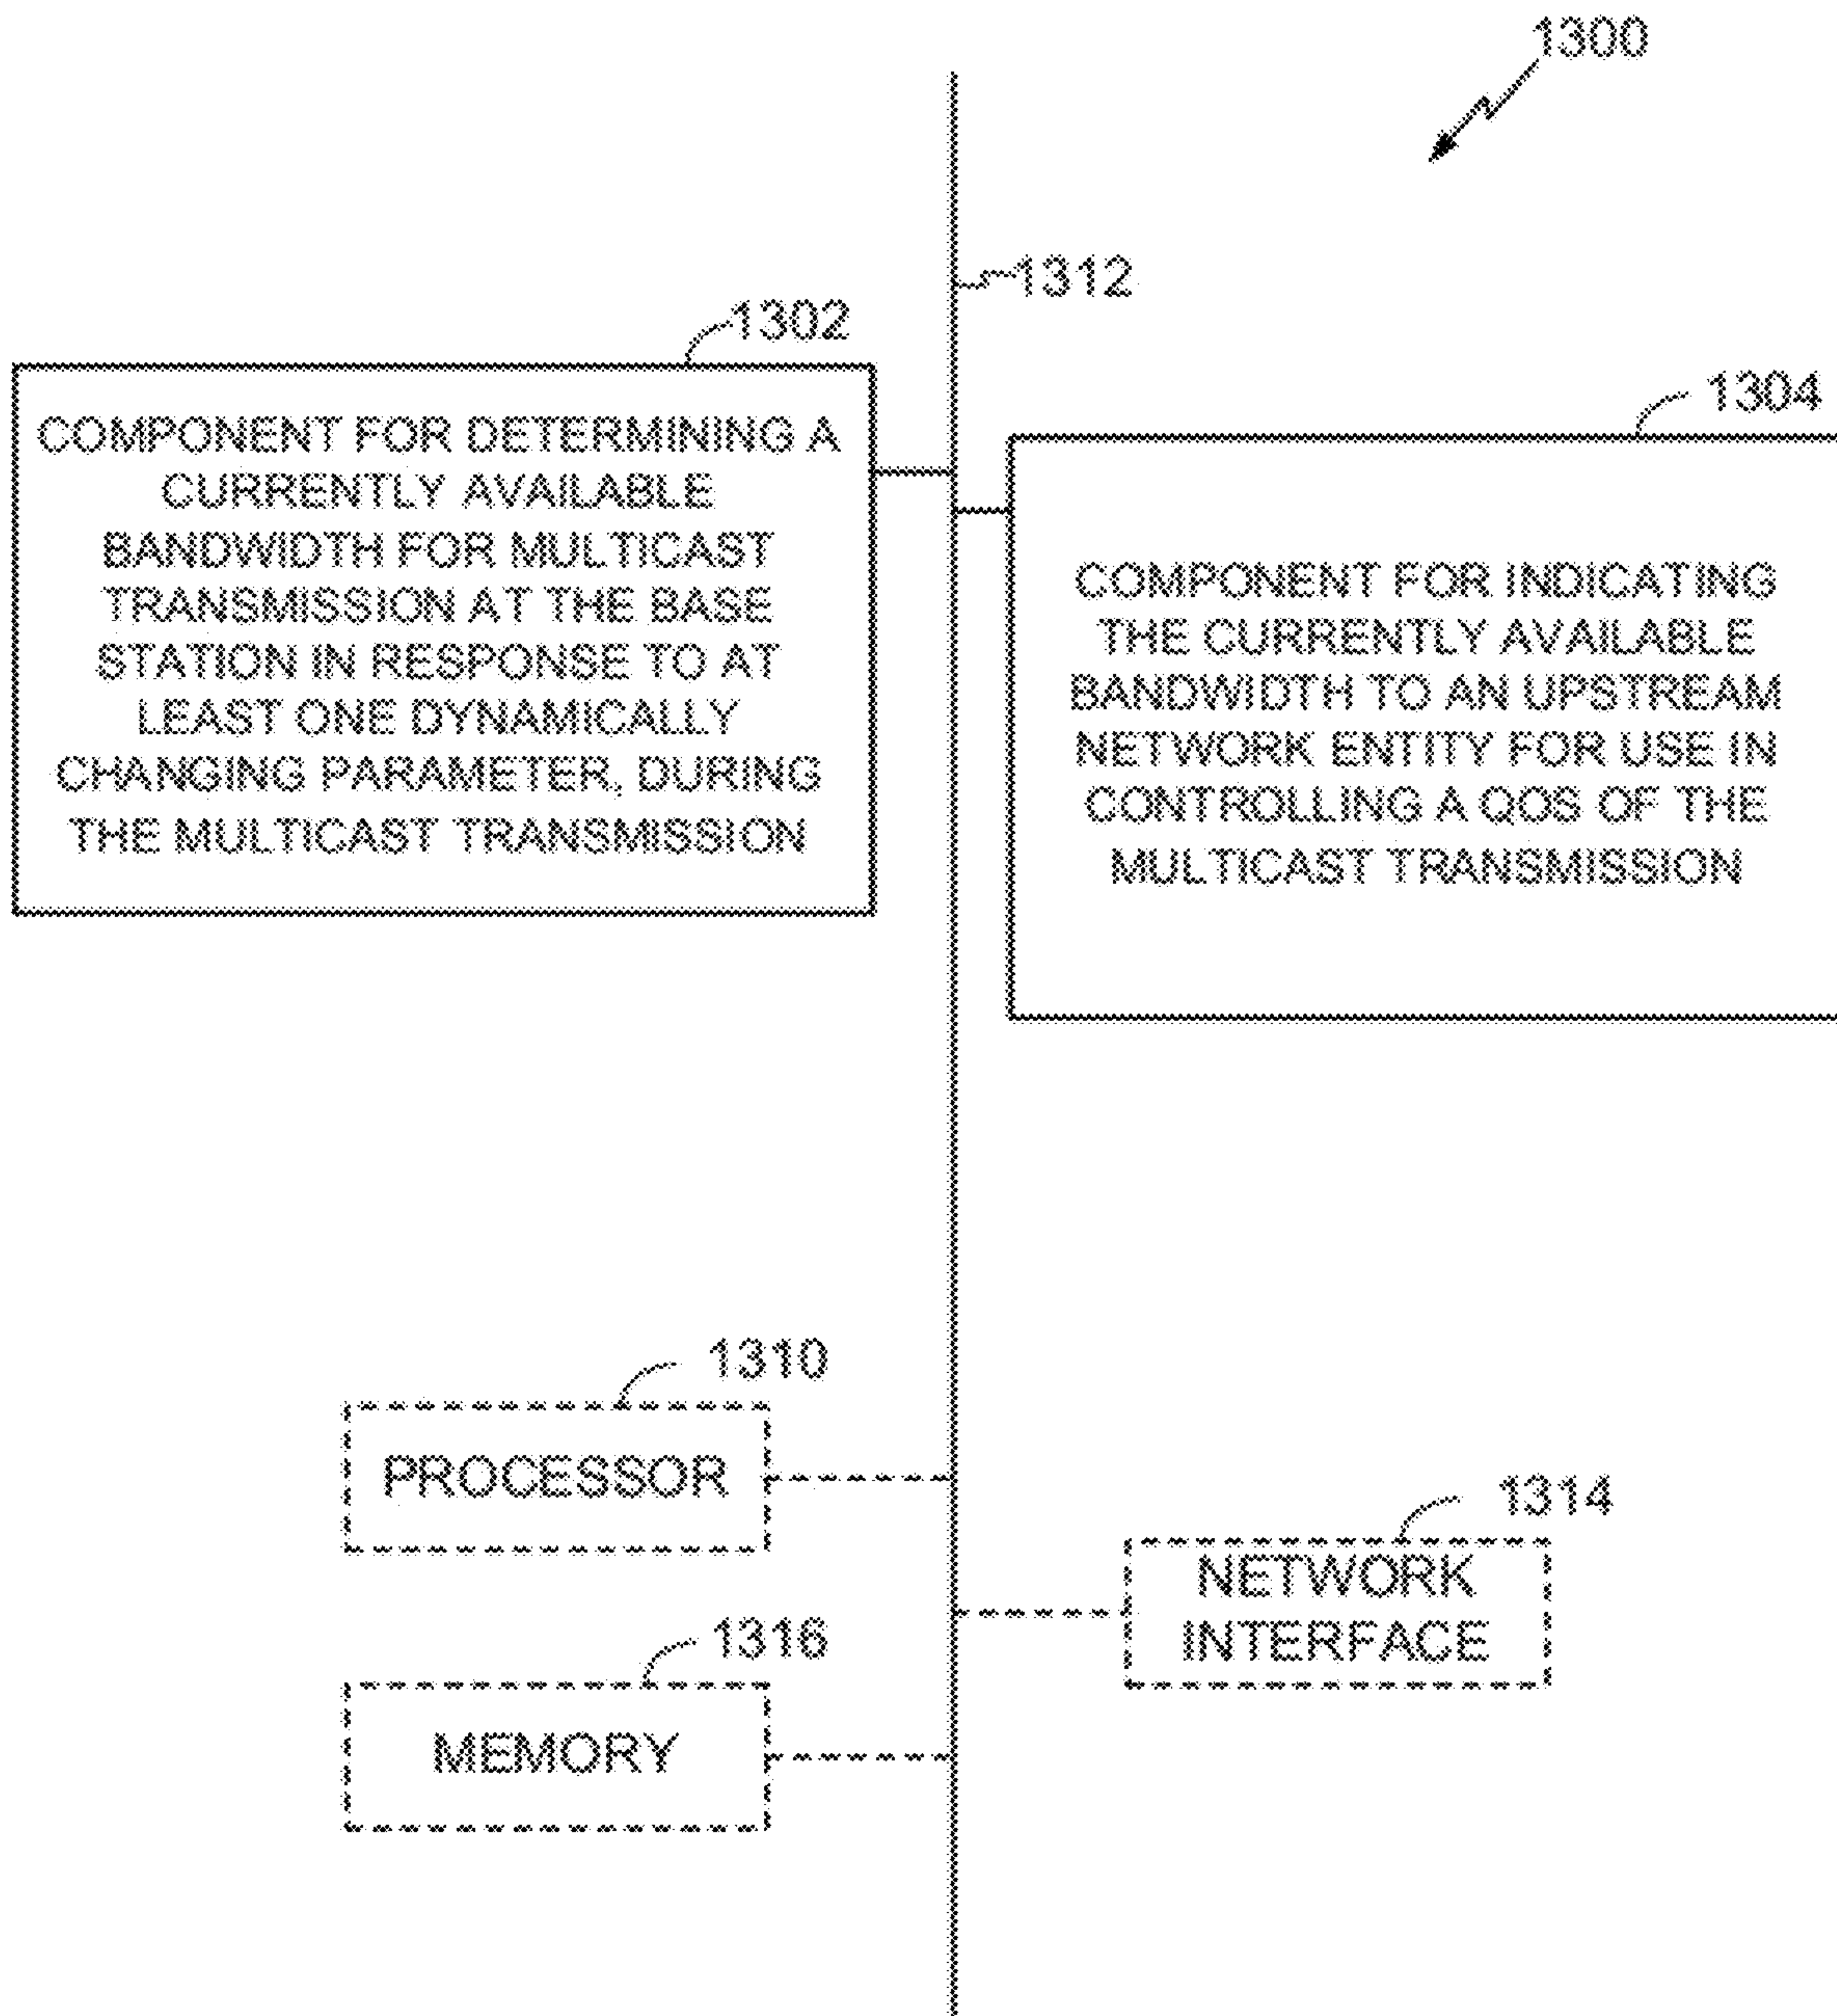 1300
1312
1302
COMPONENT FOR DETERMINING A
CURRENTLY AVAILABLE
BANDWIDTH FOR MULTICAST
TRANSMISSION AT THE BASE
STATION IN RESPONSE TO AT
LEAST ONE DYNAMICALLY
CHANGING PARAMETER, DURING
THE MULTICAST TRANSMISSION
1304
COMPONENT FOR INDICATING
THE CURRENTLY AVAILABLE
BANDWIDTH TO AN UPSTREAM
NETWORK ENTITY FOR USE IN
CONTROLLING A QOS OF THE
MULTICAST TRANSMISSION
1310
PROCESSOR
1314
NETWORK
INTERFACE
1316
MEMORY